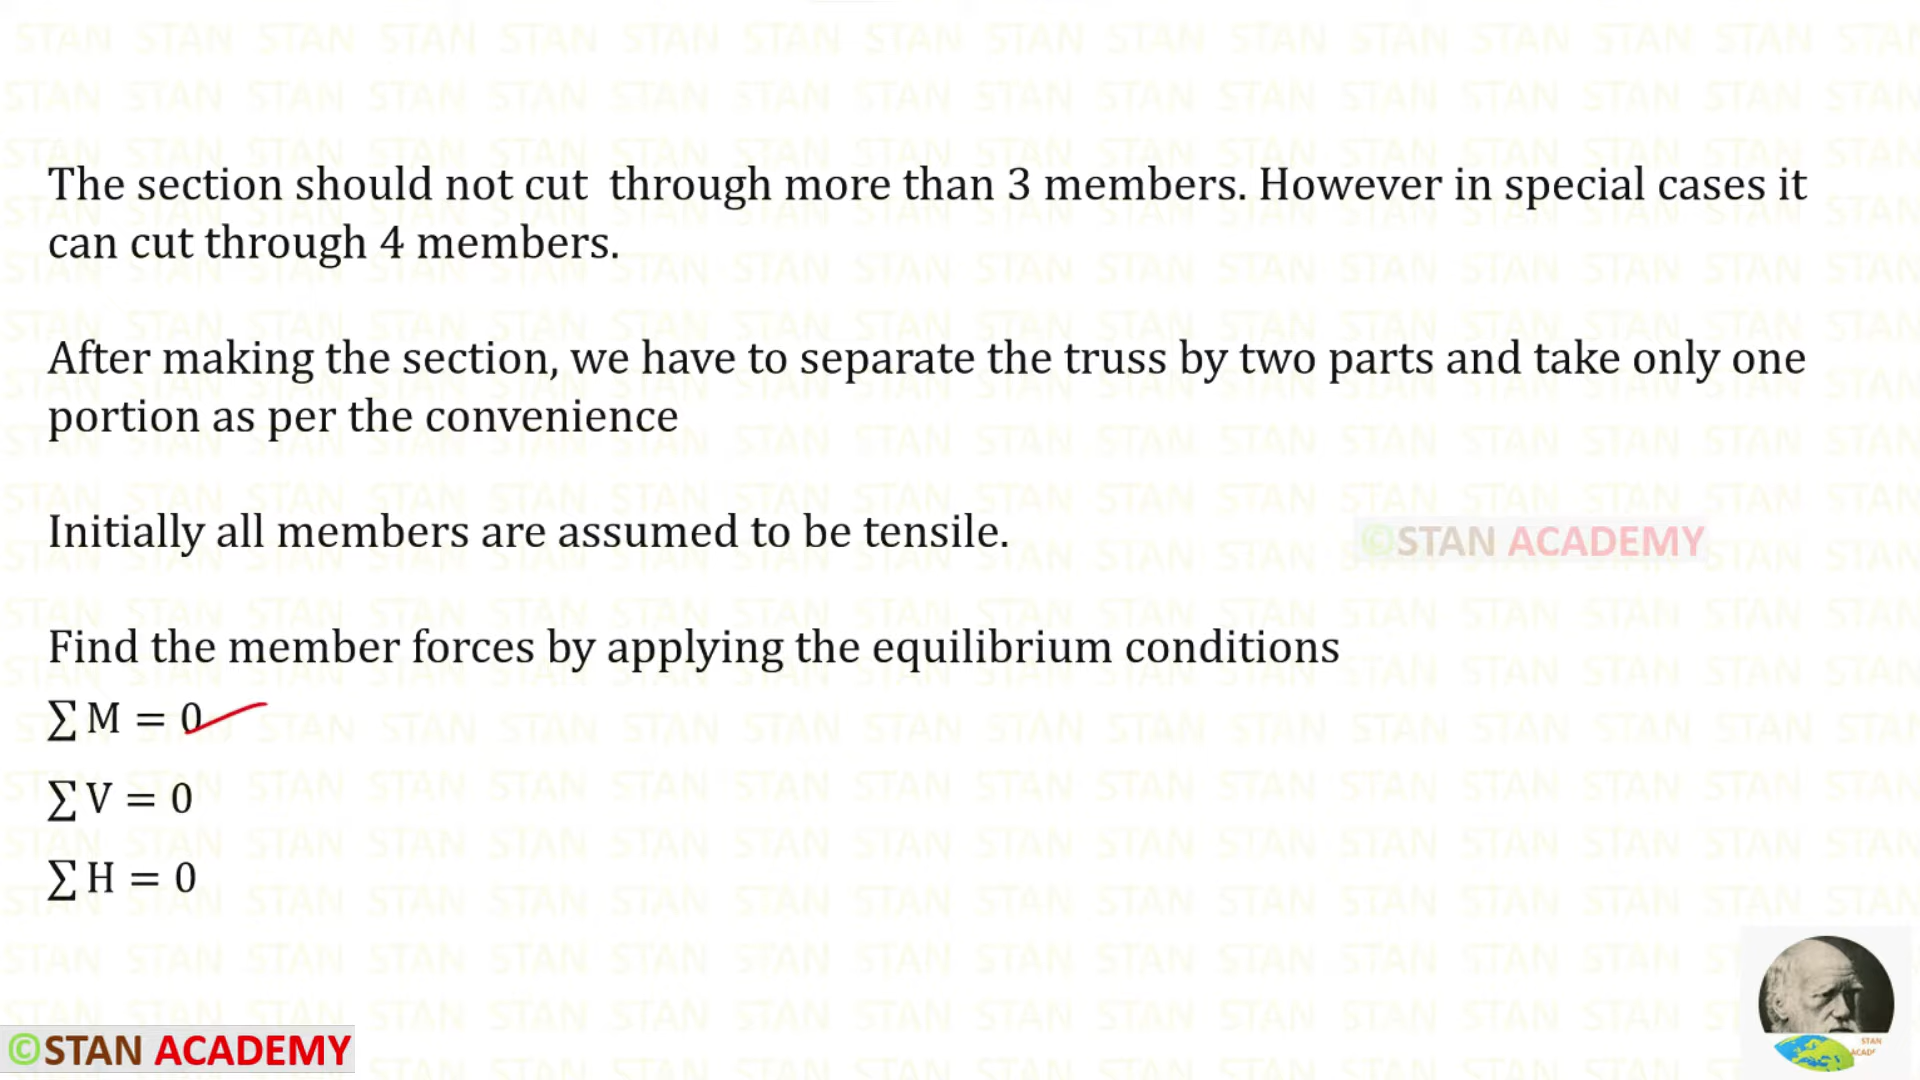 The section should not cut through more than 3 members. However in special cases it
can cut through 4 members.
After making the section, we have to separate the truss by two parts and take only one
portion as per the convenience
Initially all members are assumed to be tensile.
©STAN ACADEMY
Find the member forces by applying the equilibrium conditions
∑ M = 0
∑ V = 0
∑ H = 0
©STAN ACADEMY
STAN